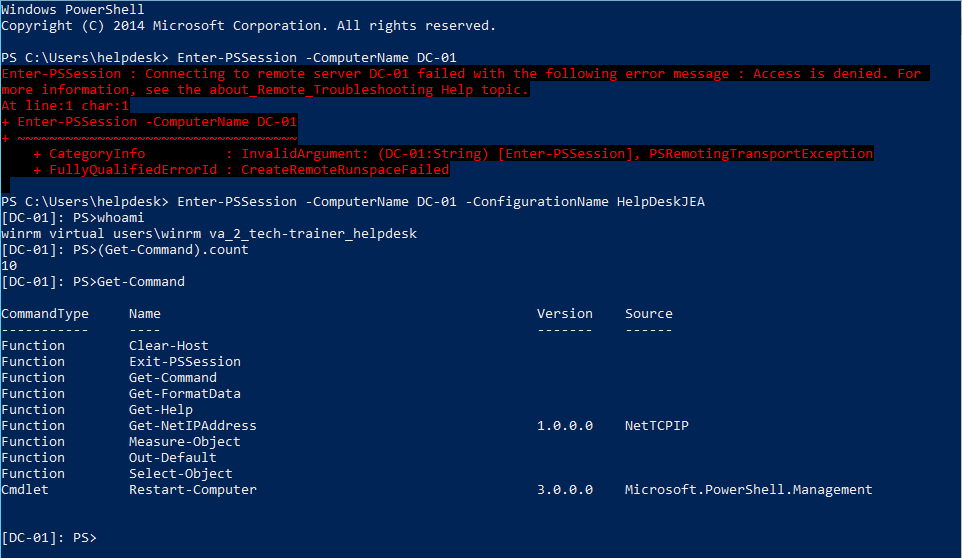 Windows PowerShell
Copyright (C) 2014 Microsoft Corporation. All rights reserved.
PS C:\Users\helpdesk> Enter-PSSession -ComputerName DC-01
Enter-PSSession : Connecting to remote server DC-01 failed with the following error message : Access is denied. For
more information, see the about_Remote_Troubleshooting Help topic.
At line:1 char:1
+ Enter-PSSession -ComputerName DC-01
+ ~~~~~~~~~~~~~~~~~~~~~~~~~~~~~~~~~~~
    + CategoryInfo          : InvalidArgument: (DC-01:String) [Enter-PSSession], PSRemotingTransportException
    + FullyQualifiedErrorId : CreateRemoteRunspaceFailed
PS C:\Users\helpdesk> Enter-PSSession -ComputerName DC-01 -ConfigurationName HelpDeskJEA
[DC-01]: PS>whoami
winrm virtual users\winrm va_2_tech-trainer_helpdesk
[DC-01]: PS>(Get-Command).count
10
[DC-01]: PS>Get-Command
CommandType     Name                                               Version    Source
-----------     ----                                               -------    ------
Function        Clear-Host
Function        Exit-PSSession
Function        Get-Command
Function        Get-FormatData
Function        Get-Help
Function        Get-NetIPAddress                                   1.0.0.0    NetTCPIP
Function        Measure-Object
Function        Out-Default
Function        Select-Object
Cmdlet          Restart-Computer                                   3.0.0.0    Microsoft.PowerShell.Management
[DC-01]: PS>